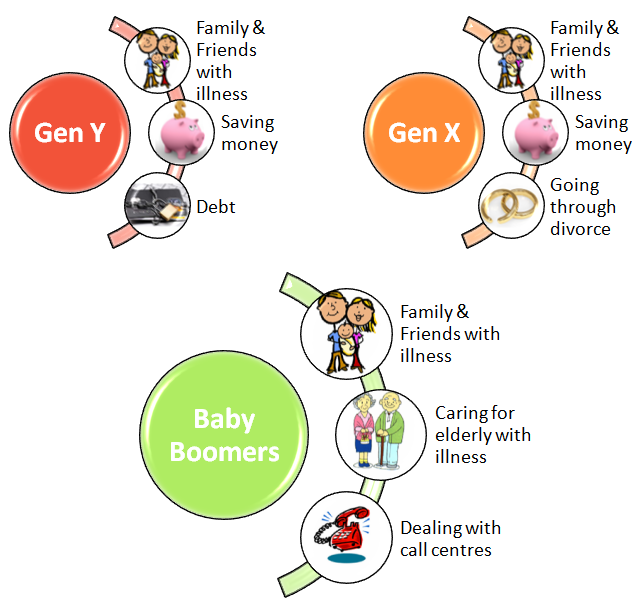 Gen Y
Family &
Friends
with
illness
Saving
money
Debt
Gen X
Family &
Friends
with
illness
Saving
money
Going
through
divorce
Baby
Boomers
Family &
Friends with
illness
Caring for
elderly with
illness
Dealing with
call centres